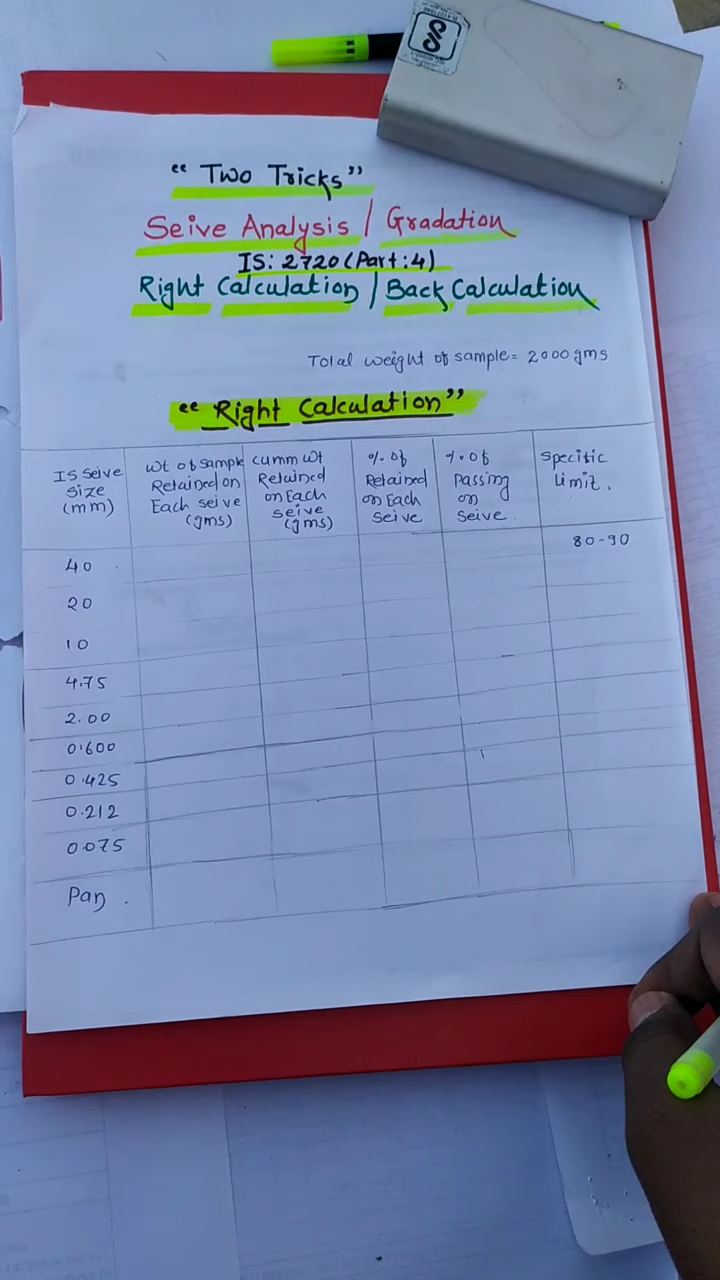 “Two Tricks”
Seive Analysis / Gradation
IS: 2720 (Part: 4)
Right Calculation / Back Calculation
Total weight of sample = 2000 gms
“Right Calculation”
IS Seive Size (mm)
Wt of sample Retained on Each seive (gms)
cumm wt Retained on Each seive (gms)
% of Retained on Each Seive
% of Passing on Seive.
Specific limit.
40 80-90
20
10
4.75
2.00
0.600
0.425
0.212
0.075
Pan.